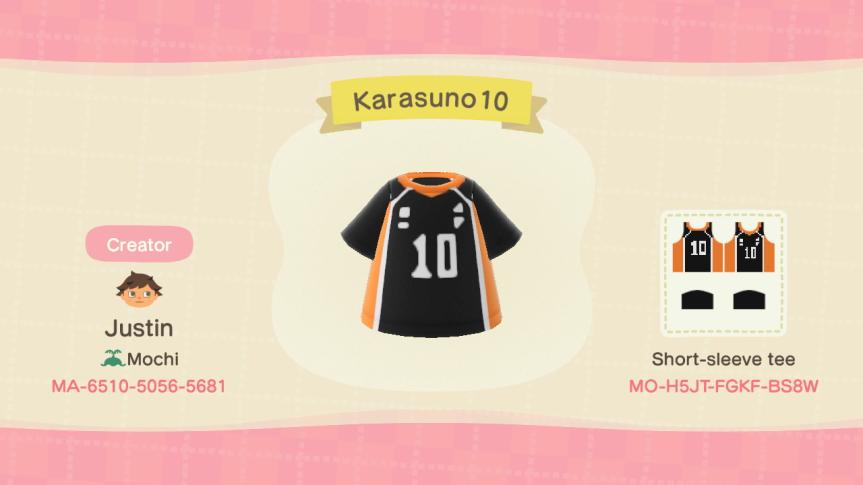 Karasuno10
10
Creator
Justin
Mochi
MA-6510-5056-5681
10
10
Short-sleeve tee
MO-H5JT-FGKF-BS8W